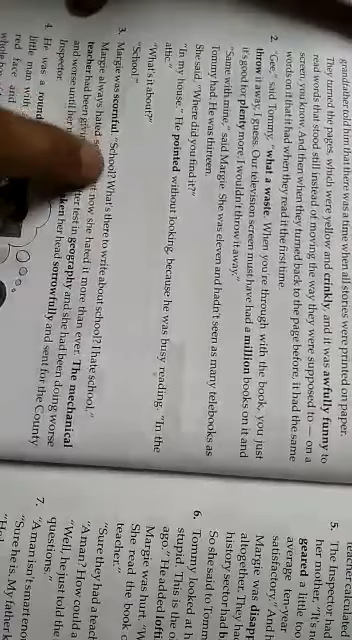 grandfather told him that there was a time when all stories were printed on paper.
They turned the pages, which were yellow and crinkly, and it was awfully funny to
read words that stood still instead of moving the way they were supposed to — on a
screen, you know. And then when they turned back to the page before, it had the same
words on it that it had when they read it the first time.
2. "Gee," said Tommy, "what a waste. When you're through with the book, you just
throw it away, I guess. Our television screen must have had a million books on it and
it's good for plenty more. I wouldn't throw it away."
"Same with mine," said Margie. She was eleven and hadn't seen as many telebooks as
Tommy had. He was thirteen.
She said, "Where did you find it?"
"In my house." He pointed without looking, because he was busy reading. "In the
attic."
"What's it about?"
"School."
3. Margie was scornful. "School? What's there to write about school? I hate school."
Margie always hated now she hated it more than ever. The mechanical
teacher had been test in geography and she had been doing worse
and worse until her her head sorrowfully and sent for the County
Inspector.
4. He was a round
little man with
red face and
teacher
5. The Inspector had
her mother, "It's
geared a little too
average ten-year
satisfactory." And
Margie was disapp
altogether. They
history sector had
So she said to Tom
6. Tommy looked at
stupid. This is the
ago." He added lofti
Margie was hurt.
She read the book
teacher."
"Sure they had a teac
"A man? How could a
"Well, he just told the
questions."
7. "A man isn't smart eno
"Sure he is. My father